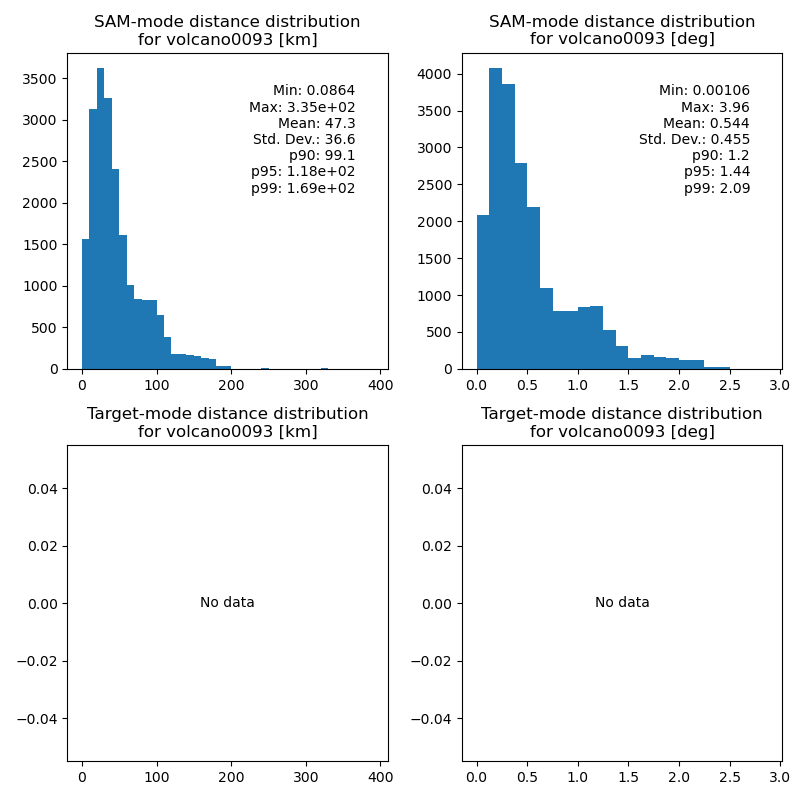 SAM-mode distance distribution
for volcano0093 [km]
Min: 0.0864
Max: 3.35e+02
Mean: 47.3
Std. Dev.: 36.6
p90: 99.1
p95: 1.18e+02
p99: 1.69e+02
3500
3000
2500
2000
1500
1000
500
0
0 100 200 300 400
SAM-mode distance distribution
for volcano0093 [deg]
Min: 0.00106
Max: 3.96
Mean: 0.544
Std. Dev.: 0.455
p90: 1.2
p95: 1.44
p99: 2.09
4000
3500
3000
2500
2000
1500
1000
500
0
0.0 0.5 1.0 1.5 2.0 2.5 3.0
Target-mode distance distribution
for volcano0093 [km]
0.04
0.02
0.00
−0.02
−0.04
No data
0 100 200 300 400
Target-mode distance distribution
for volcano0093 [deg]
0.04
0.02
0.00
−0.02
−0.04
No data
0.0 0.5 1.0 1.5 2.0 2.5 3.0